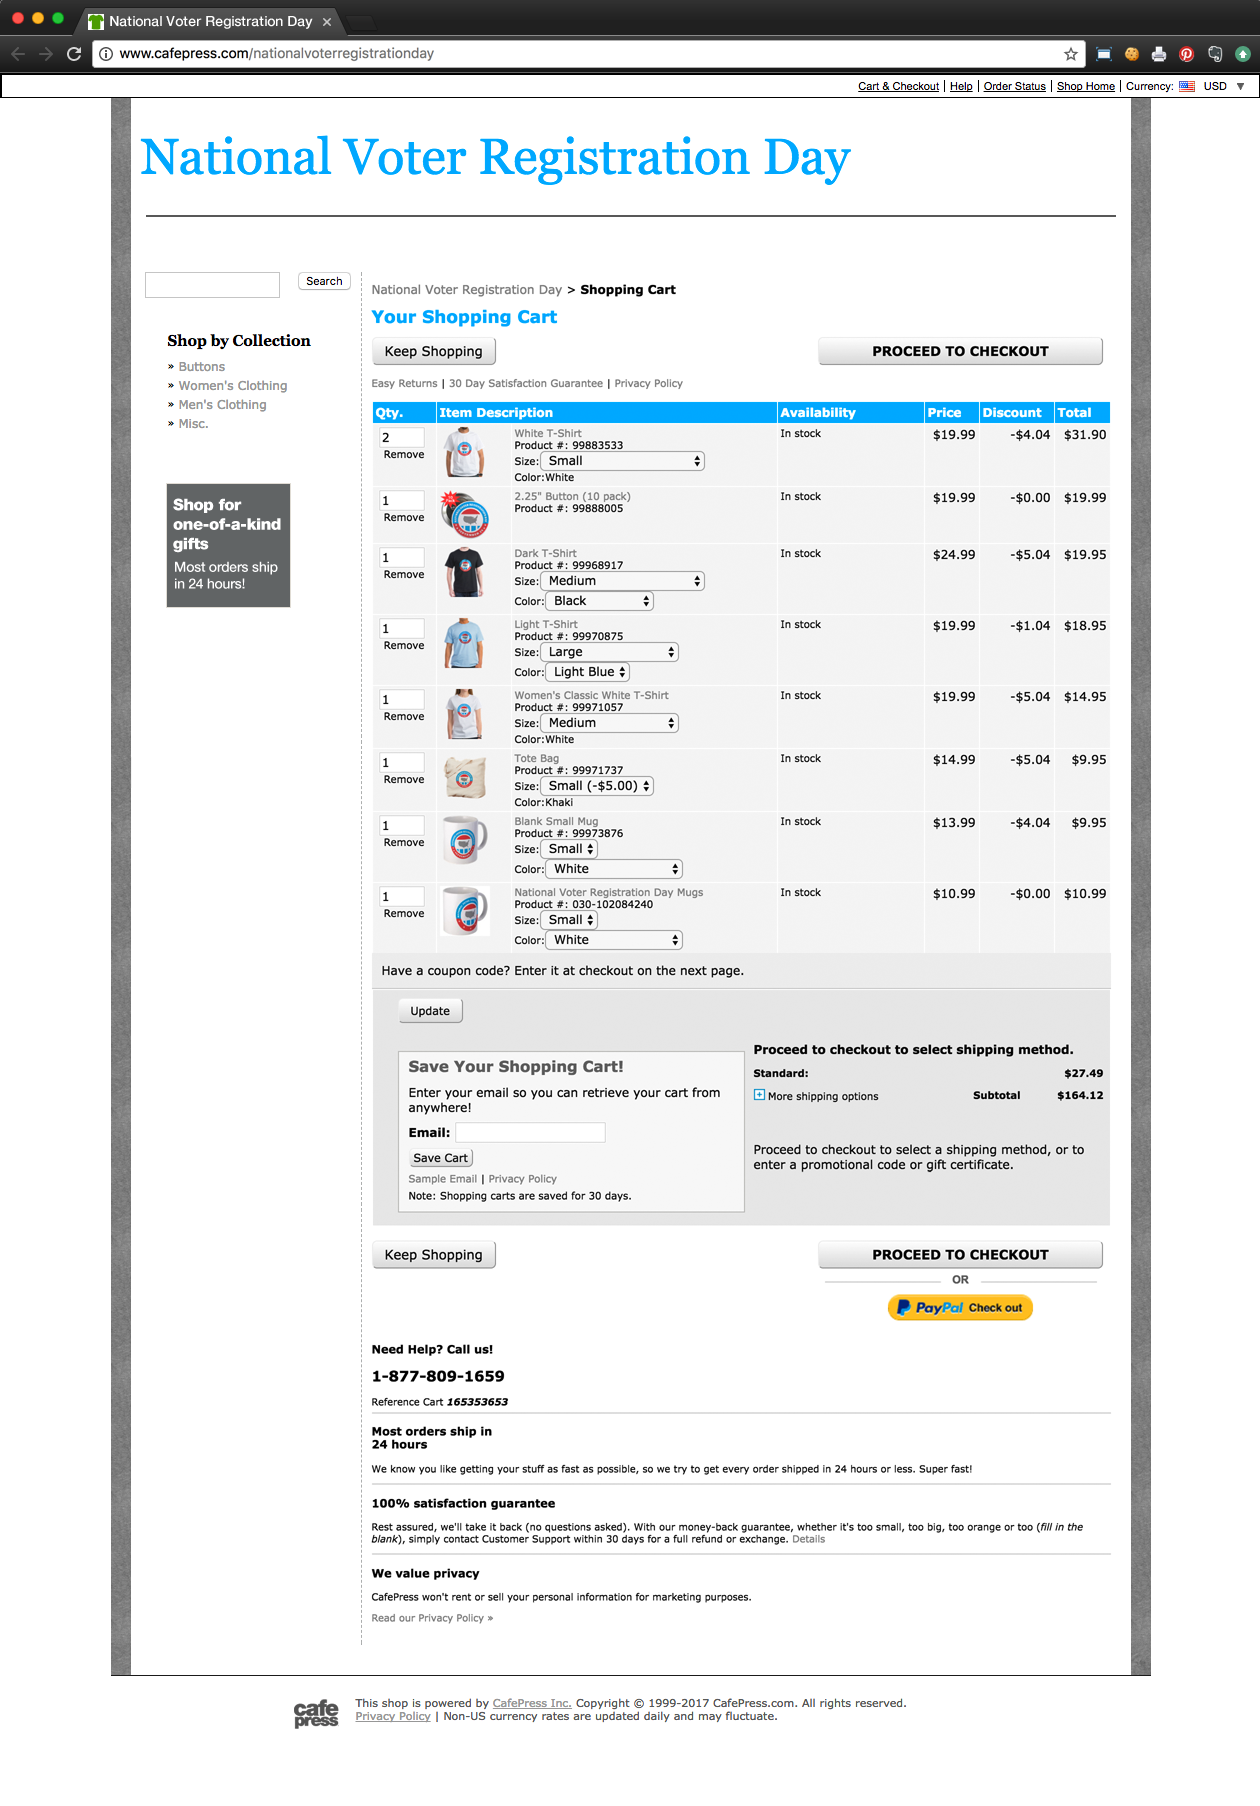 National Voter Registration Day
www.cafepress.com/nationalvoterregistrationday
Cart & Checkout | Help | Order Status | Shop Home | Currency: USD
National Voter Registration Day
Search
Shop by Collection
» Buttons
» Women's Clothing
» Men's Clothing
» Misc.
Shop for
one-of-a-kind
gifts
Most orders ship
in 24 hours!
National Voter Registration Day > Shopping Cart
Your Shopping Cart
Keep Shopping PROCEED TO CHECKOUT
Easy Returns | 30 Day Satisfaction Guarantee | Privacy Policy
Qty. Item Description Availability Price Discount Total
2 White T-Shirt In stock $19.99 -$4.04 $31.90
Product #: 99883533
Remove Size: Small
Color:White
1 2.25" Button (10 pack) In stock $19.99 -$0.00 $19.99
Product #: 99888005
Remove
1 Dark T-Shirt In stock $24.99 -$5.04 $19.95
Product #: 99968917
Remove Size: Medium
Color: Black
1 Light T-Shirt In stock $19.99 -$1.04 $18.95
Product #: 99970875
Remove Size: Large
Color: Light Blue
1 Women's Classic White T-Shirt In stock $19.99 -$5.04 $14.95
Product #: 99971057
Remove Size: Medium
Color:White
1 Tote Bag In stock $14.99 -$5.04 $9.95
Product #: 99971737
Remove Size: Small (-$5.00)
Color:Khaki
1 Blank Small Mug In stock $13.99 -$4.04 $9.95
Product #: 99973876
Remove Size: Small
Color: White
1 National Voter Registration Day Mugs In stock $10.99 -$0.00 $10.99
Product #: 030-102084240
Remove Size: Small
Color: White
Have a coupon code? Enter it at checkout on the next page.
Update
Save Your Shopping Cart!
Enter your email so you can retrieve your cart from
anywhere!
Email:
Save Cart
Sample Email | Privacy Policy
Note: Shopping carts are saved for 30 days.
Proceed to checkout to select shipping method.
Standard: $27.49
More shipping options Subtotal $164.12
Proceed to checkout to select a shipping method, or to
enter a promotional code or gift certificate.
Keep Shopping PROCEED TO CHECKOUT
OR
PayPal Check out
Need Help? Call us!
1-877-809-1659
Reference Cart 165353653
Most orders ship in
24 hours
We know you like getting your stuff as fast as possible, so we try to get every order shipped in 24 hours or less. Super fast!
100% satisfaction guarantee
Rest assured, we'll take it back (no questions asked). With our money-back guarantee, whether it's too small, too big, too orange or too (fill in the
blank), simply contact Customer Support within 30 days for a full refund or exchange. Details
We value privacy
CafePress won't rent or sell your personal information for marketing purposes.
Read our Privacy Policy »
cafe
press
This shop is powered by CafePress Inc. Copyright © 1999-2017 CafePress.com. All rights reserved.
Privacy Policy | Non-US currency rates are updated daily and may fluctuate.